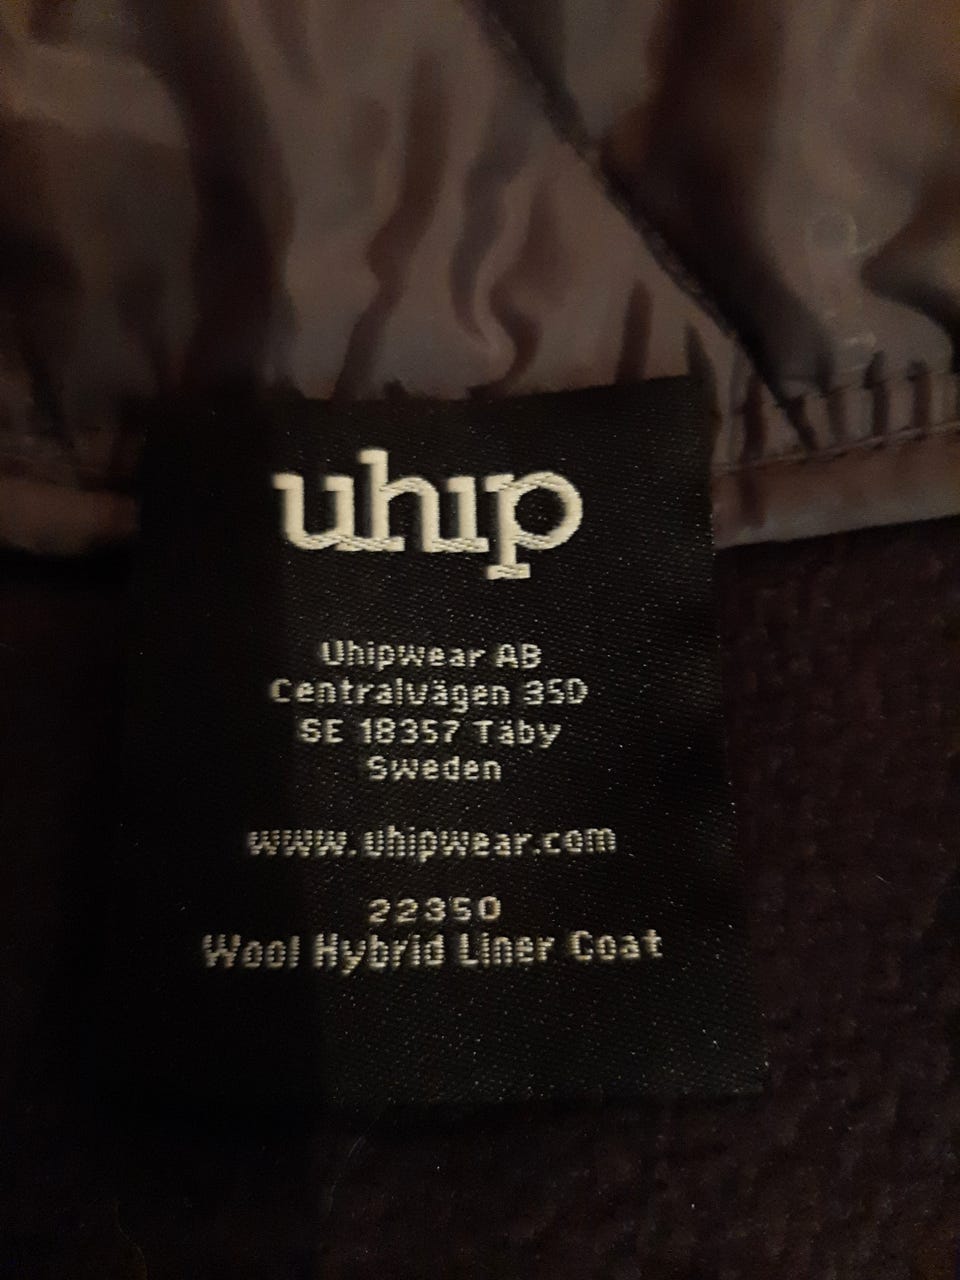 uhip
Uhipwear AB
Centralvägen 35D
SE 18357 Täby
Sweden
www.uhipwear.com
22350
Wool Hybrid Liner Coat